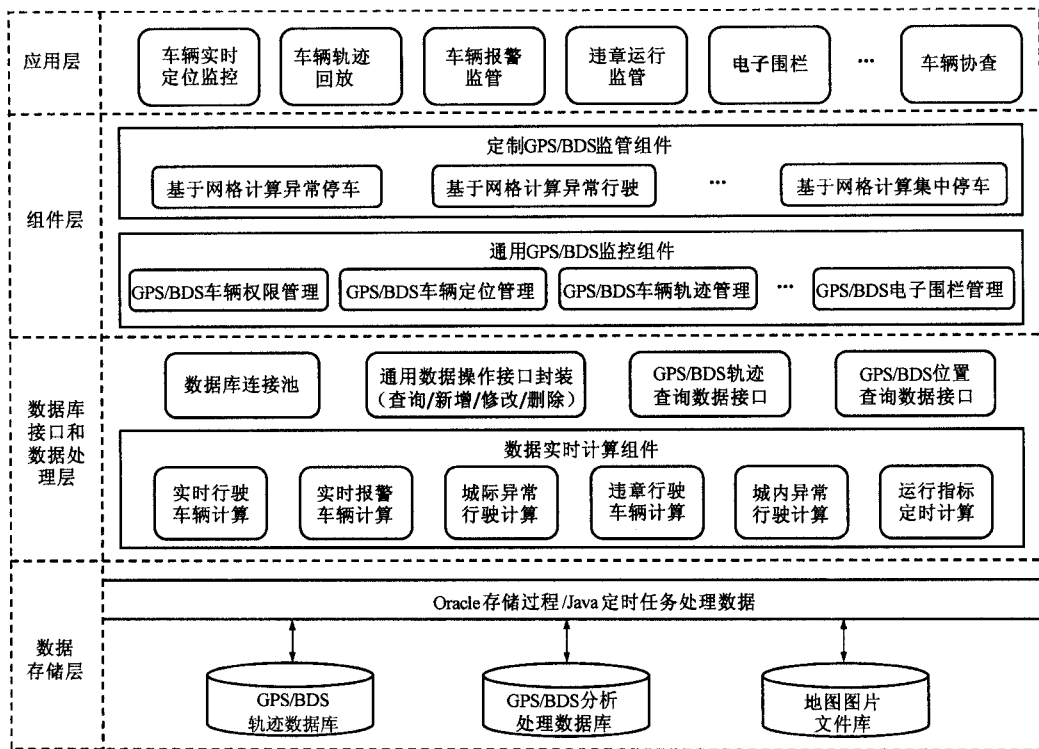 应用层
车辆实时
定位监控
车辆轨迹
回放
车辆报警
监管
违章运行
监管
电子围栏
…
车辆协查
组件层
定制GPS/BDS监管组件
基于网格计算异常停车
基于网格计算异常行驶
…
基于网格计算集中停车
通用GPS/BDS监控组件
GPS/BDS车辆权限管理
GPS/BDS车辆定位管理
GPS/BDS车辆轨迹管理
…
GPS/BDS电子围栏管理
数据库
接口和
数据处
理层
数据库连接池
通用数据操作接口封装
（查询/新增/修改/删除）
GPS/BDS轨迹
查询数据接口
GPS/BDS位置
查询数据接口
数据实时计算组件
实时行驶
车辆计算
实时报警
车辆计算
城际异常
行驶计算
违章行驶
车辆计算
城内异常
行驶计算
运行指标
定时计算
数据
存储层
Oracle存储过程/Java定时任务处理数据
GPS/BDS
轨迹数据库
GPS/BDS分析
处理数据库
地图图片
文件库